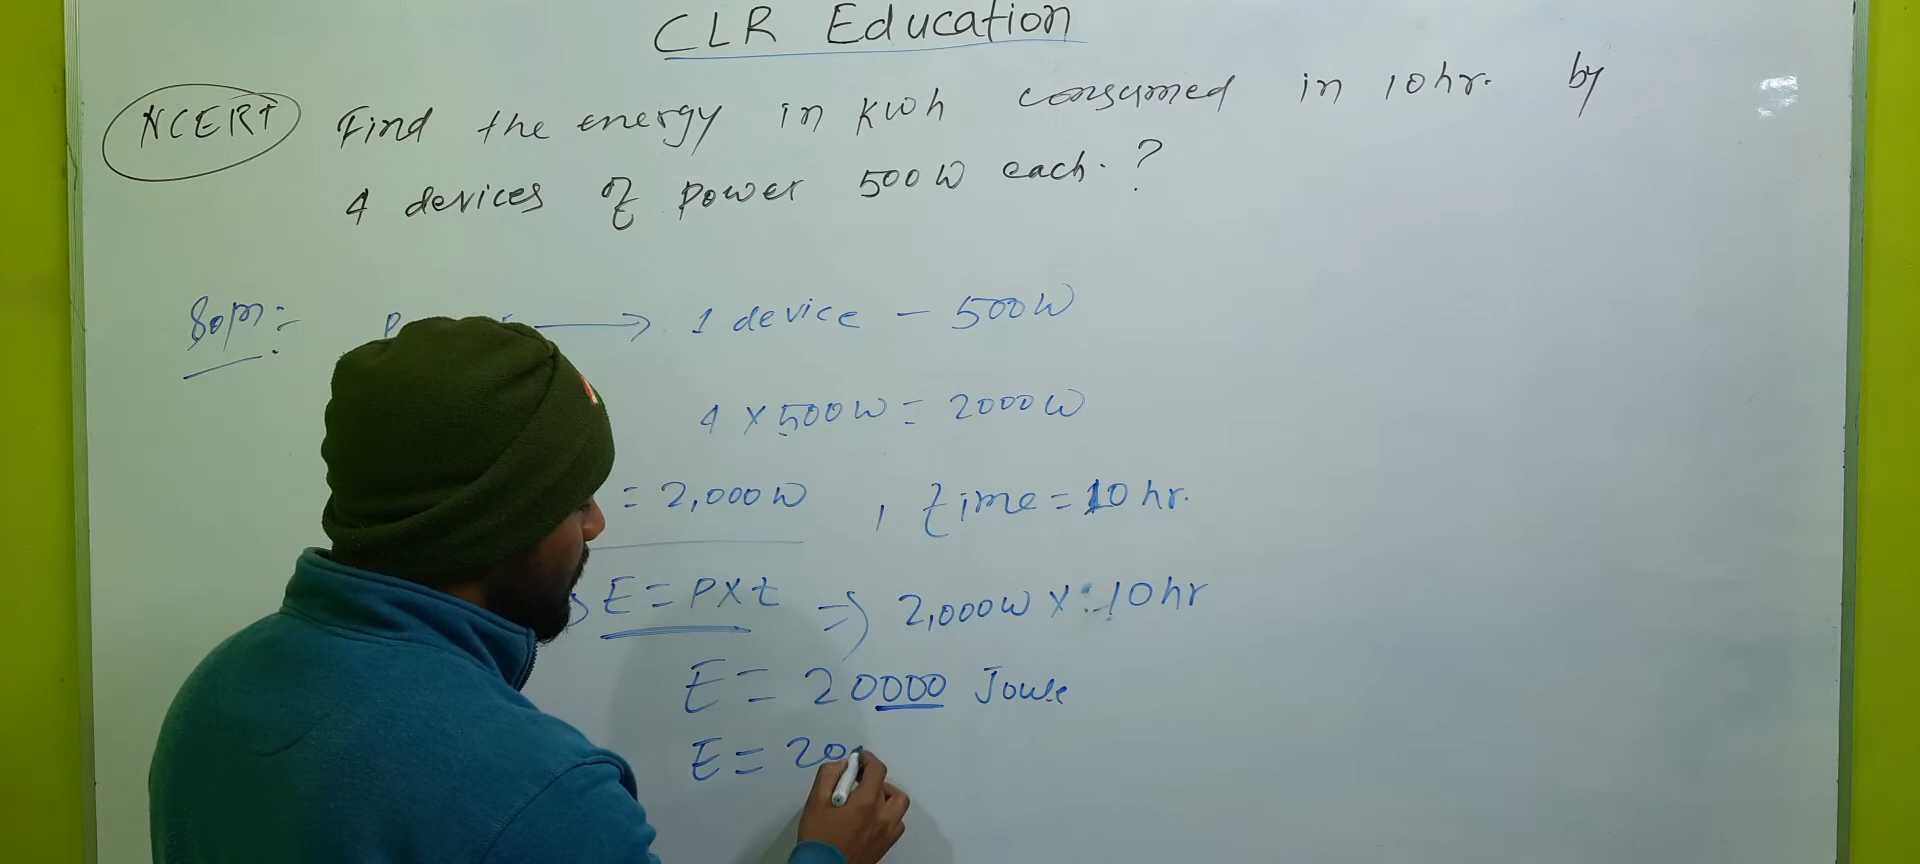 CLR Education
NCERT Find the energy in kwh consumed in 10hr. by
4 devices of power 500W each. ?
Soln:- → 1 device - 500W
4 × 500W = 2000W
= 2,000W , time = 10 hr.
E = P×t ⇒ 2,000W × 10hr
E = 20000 Joule
E = 20